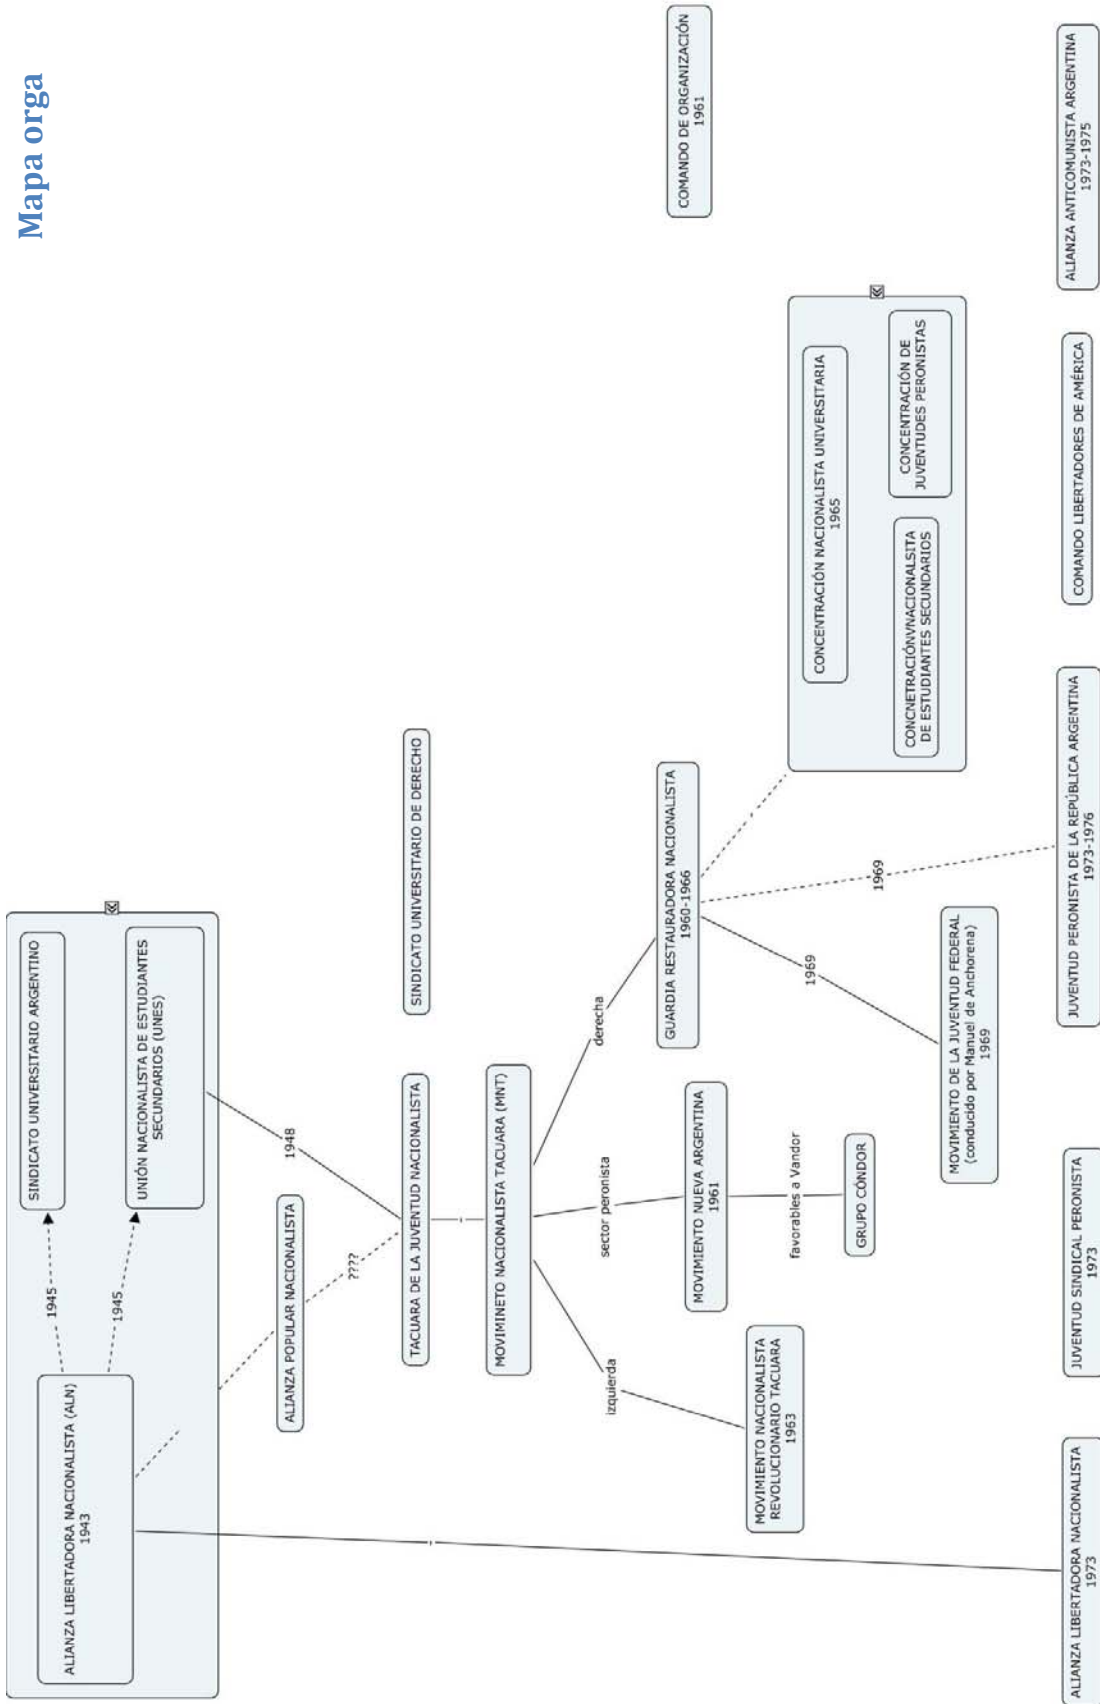 Mapa orga
ALIANZA LIBERTADORA NACIONALISTA (ALN)
1943
1945
1945
SINDICATO UNIVERSITARIO ARGENTINO
UNIÓN NACIONALISTA DE ESTUDIANTES
SECUNDARIOS (UNES)
ALIANZA POPULAR NACIONALISTA
????
1948
TACUARA DE LA JUVENTUD NACIONALISTA
SINDICATO UNIVERSITARIO DE DERECHO
MOVIMINETO NACIONALISTA TACUARA (MNT)
izquierda
sector peronista
derecha
MOVIMIENTO NACIONALISTA
REVOLUCIONARIO TACUARA
1963
MOVIMIENTO NUEVA ARGENTINA
1961
GUARDIA RESTAURADORA NACIONALISTA
1960-1966
COMANDO DE ORGANIZACIÓN
1961
favorables a Vandor
GRUPO CÓNDOR
1969
1969
CONCENTRACIÓN NACIONALISTA UNIVERSITARIA
1965
CONCNETRACIÓNVNACIONALSITA
DE ESTUDIANTES SECUNDARIOS
CONCENTRACIÓN DE
JUVENTUDES PERONISTAS
MOVIMIENTO DE LA JUVENTUD FEDERAL
(conducido por Manuel de Anchorena)
1969
ALIANZA LIBERTADORA NACIONALISTA
1973
JUVENTUD SINDICAL PERONISTA
1973
JUVENTUD PERONISTA DE LA REPÚBLICA ARGENTINA
1973-1976
COMANDO LIBERTADORES DE AMÉRICA
ALIANZA ANTICOMUNISTA ARGENTINA
1973-1975